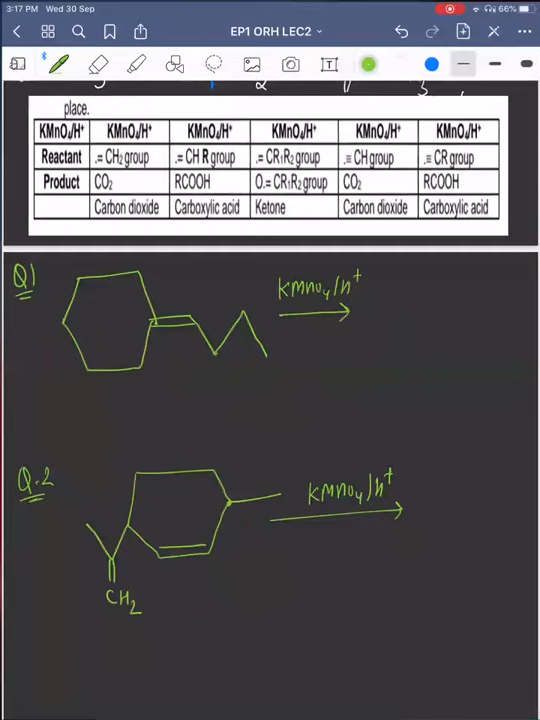 3:17 PM Wed 30 Sep
66%
EP1 ORH LEC2
place.
KMnO₄/H⁺ KMnO₄/H⁺ KMnO₄/H⁺ KMnO₄/H⁺ KMnO₄/H⁺ KMnO₄/H⁺
Reactant .= CH₂ group .= CH R group .= CR₁R₂ group .≡ CH group .≡ CR group
Product CO₂ RCOOH O.= CR₁R₂ group CO₂ RCOOH
Carbon dioxide Carboxylic acid Ketone Carbon dioxide Carboxylic acid
Q1
KMnO₄/H⁺
Q.2
KMnO₄/H⁺
CH₂